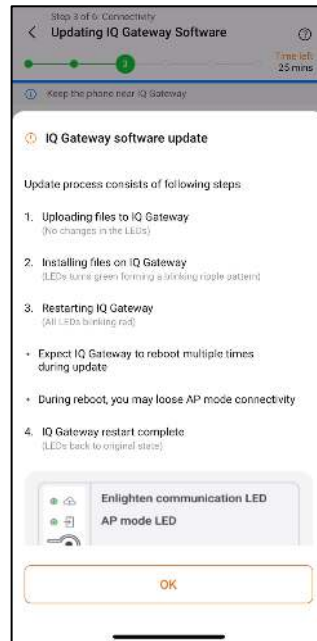 Step 3 of 6: Connectivity
Updating IQ Gateway Software
3
Time left
25 mins
Keep the phone near IQ Gateway
IQ Gateway software update
Update process consists of following steps
1. Uploading files to IQ Gateway
(No changes in the LEDs)
2. Installing files on IQ Gateway
(LEDs turns green forming a blinking ripple pattern)
3. Restarting IQ Gateway
(All LEDs blinking rad)
• Expect IQ Gateway to reboot multiple times
during update
• During reboot, you may loose AP mode connectivity
4. IQ Gateway restart complete
(LEDs back to original state)
Enlighten communication LED
AP mode LED
OK